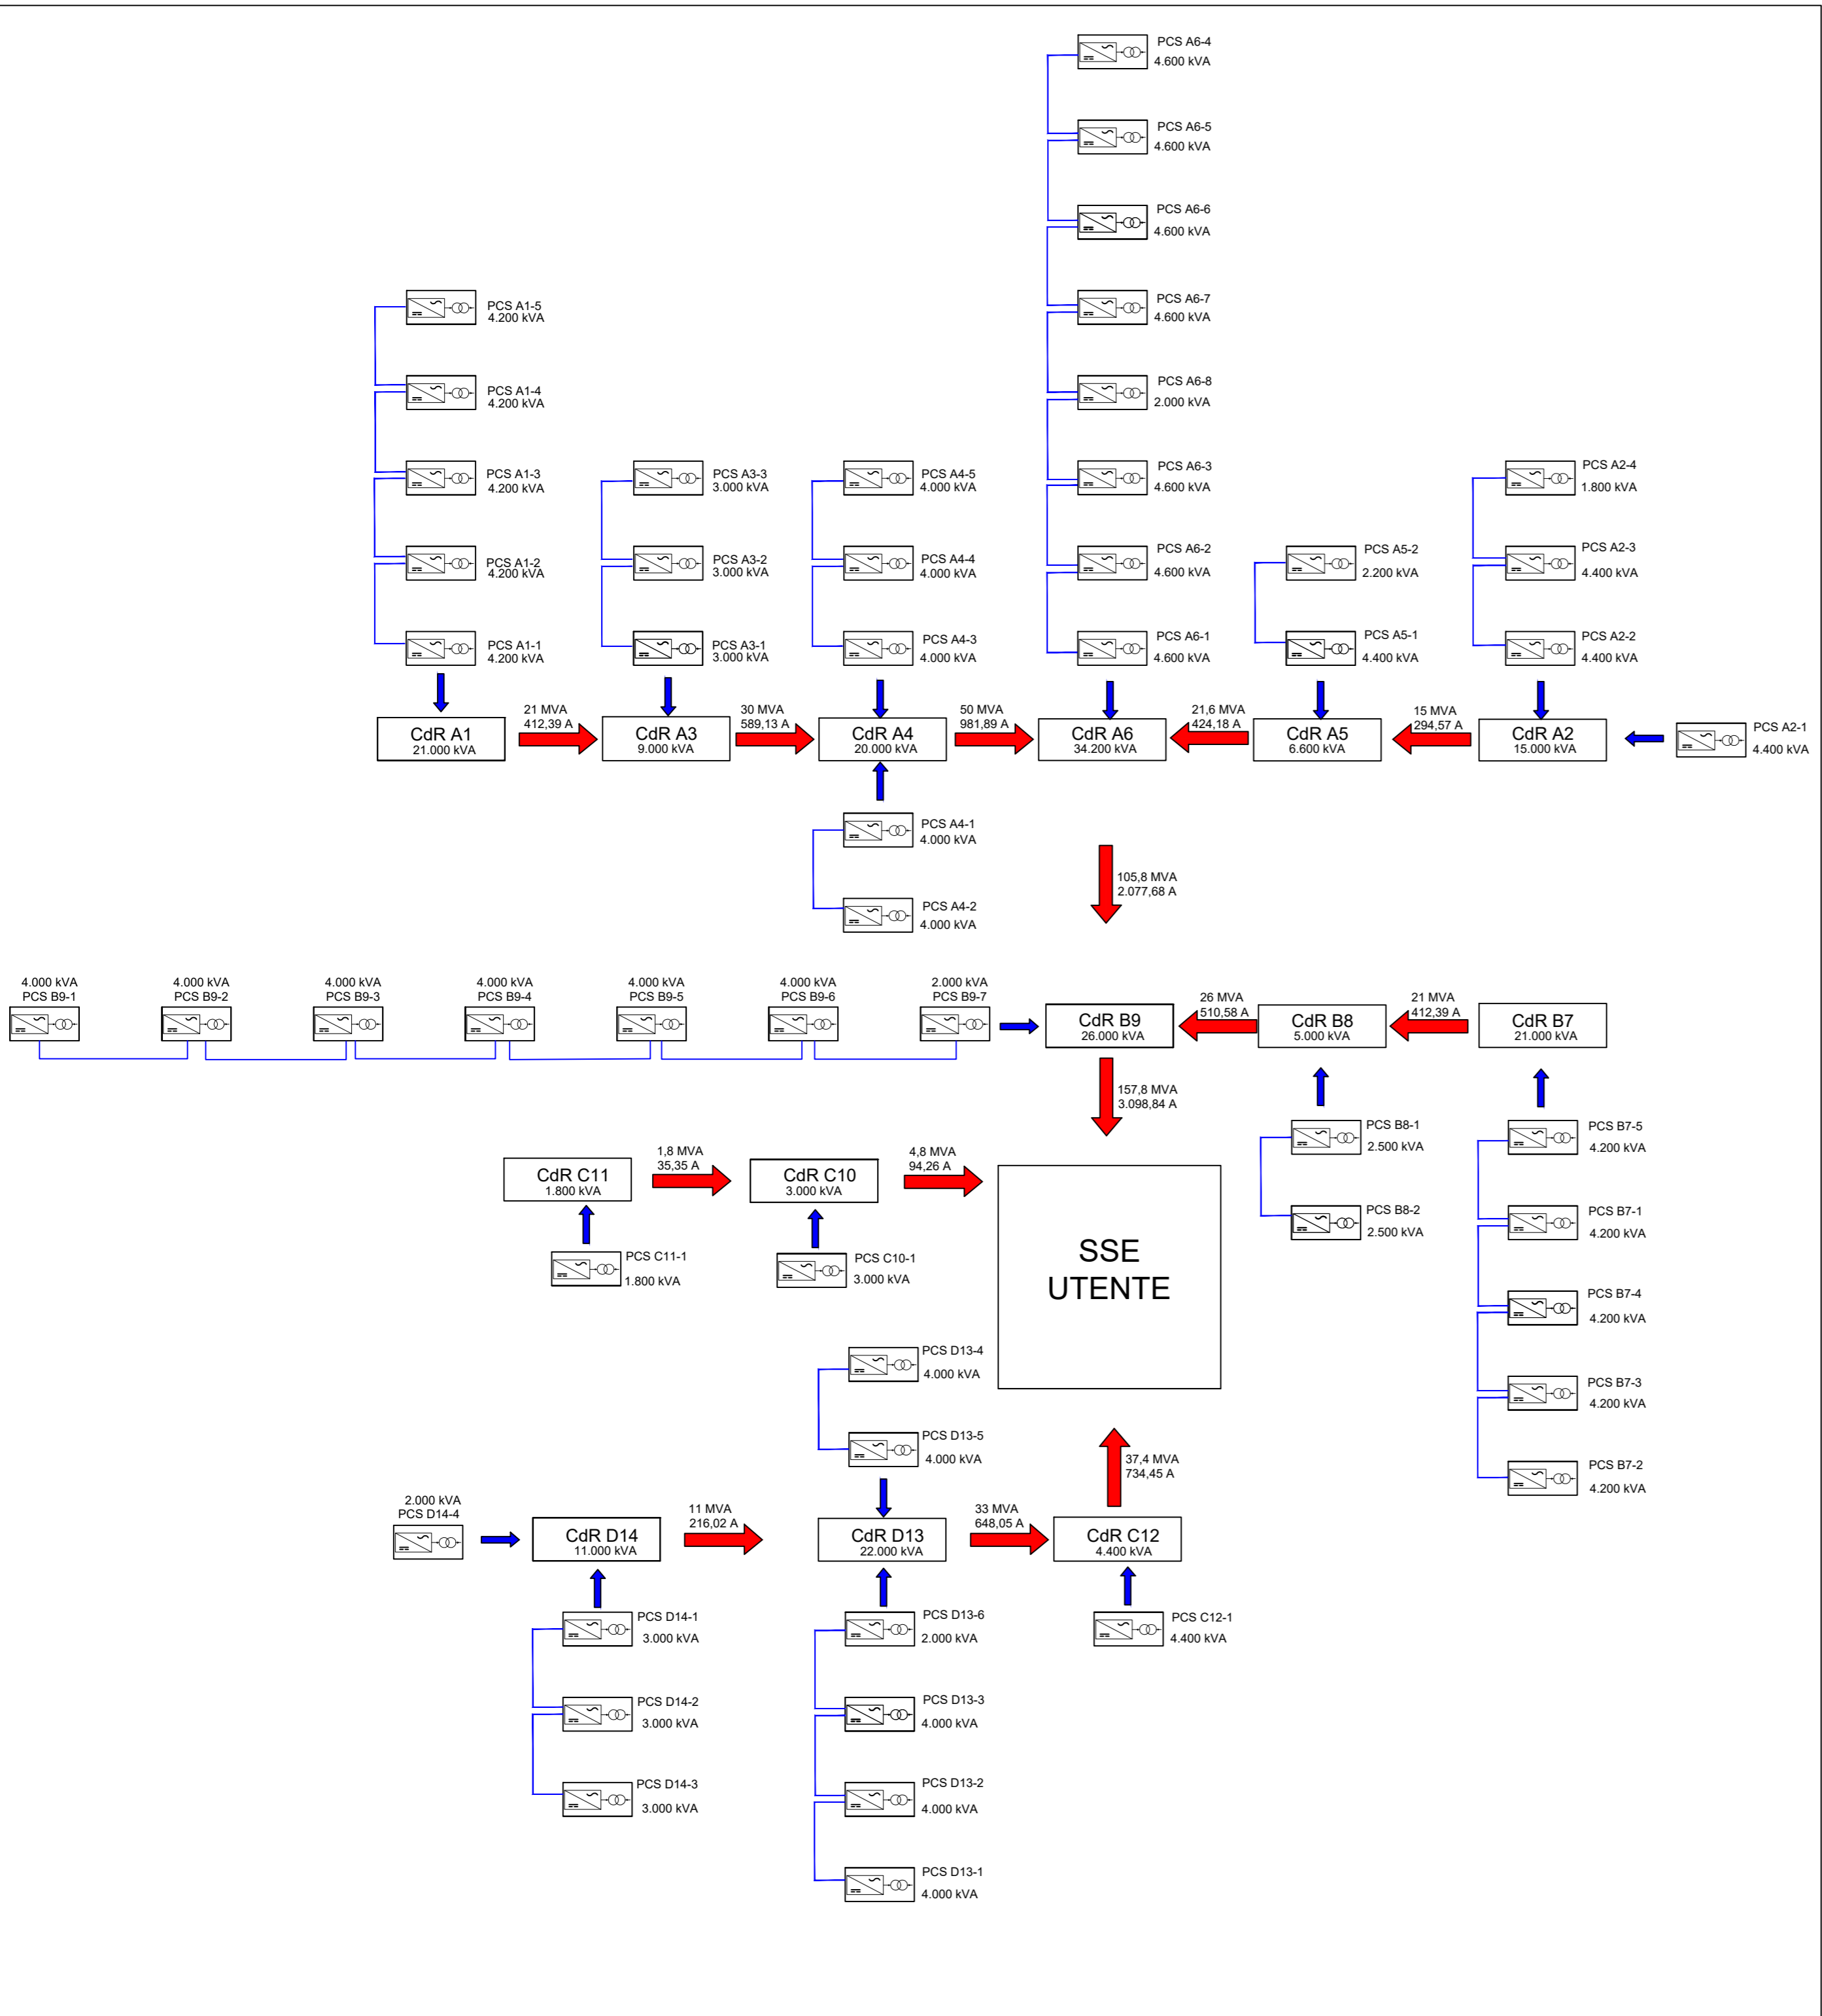 PCS A6-4
4.600 kVA
PCS A6-5
4.600 kVA
PCS A6-6
4.600 kVA
PCS A6-7
4.600 kVA
PCS A6-8
2.000 kVA
PCS A6-3
4.600 kVA
PCS A6-2
4.600 kVA
PCS A6-1
4.600 kVA
PCS A1-5
4.200 kVA
PCS A1-4
4.200 kVA
PCS A1-3
4.200 kVA
PCS A1-2
4.200 kVA
PCS A1-1
4.200 kVA
PCS A3-3
3.000 kVA
PCS A3-2
3.000 kVA
PCS A3-1
3.000 kVA
PCS A4-5
4.000 kVA
PCS A4-4
4.000 kVA
PCS A4-3
4.000 kVA
PCS A5-2
2.200 kVA
PCS A5-1
4.400 kVA
PCS A2-4
1.800 kVA
PCS A2-3
4.400 kVA
PCS A2-2
4.400 kVA
CdR A1
21.000 kVA
21 MVA
412,39 A
CdR A3
9.000 kVA
30 MVA
589,13 A
CdR A4
20.000 kVA
50 MVA
981,89 A
CdR A6
34.200 kVA
21,6 MVA
424,18 A
CdR A5
6.600 kVA
15 MVA
294,57 A
CdR A2
15.000 kVA
PCS A2-1
4.400 kVA
PCS A4-1
4.000 kVA
PCS A4-2
4.000 kVA
105,8 MVA
2.077,68 A
4.000 kVA
PCS B9-1
4.000 kVA
PCS B9-2
4.000 kVA
PCS B9-3
4.000 kVA
PCS B9-4
4.000 kVA
PCS B9-5
4.000 kVA
PCS B9-6
2.000 kVA
PCS B9-7
CdR B9
26.000 kVA
26 MVA
510,58 A
CdR B8
5.000 kVA
21 MVA
412,39 A
CdR B7
21.000 kVA
157,8 MVA
3.098,84 A
PCS B8-1
2.500 kVA
PCS B8-2
2.500 kVA
PCS B7-5
4.200 kVA
PCS B7-1
4.200 kVA
PCS B7-4
4.200 kVA
PCS B7-3
4.200 kVA
PCS B7-2
4.200 kVA
CdR C11
1.800 kVA
1,8 MVA
35,35 A
CdR C10
3.000 kVA
4,8 MVA
94,26 A
PCS C11-1
1.800 kVA
PCS C10-1
3.000 kVA
SSE
UTENTE
PCS D13-4
4.000 kVA
PCS D13-5
4.000 kVA
37,4 MVA
734,45 A
2.000 kVA
PCS D14-4
CdR D14
11.000 kVA
11 MVA
216,02 A
CdR D13
22.000 kVA
33 MVA
648,05 A
CdR C12
4.400 kVA
PCS D14-1
3.000 kVA
PCS D14-2
3.000 kVA
PCS D14-3
3.000 kVA
PCS D13-6
2.000 kVA
PCS D13-3
4.000 kVA
PCS D13-2
4.000 kVA
PCS D13-1
4.000 kVA
PCS C12-1
4.400 kVA